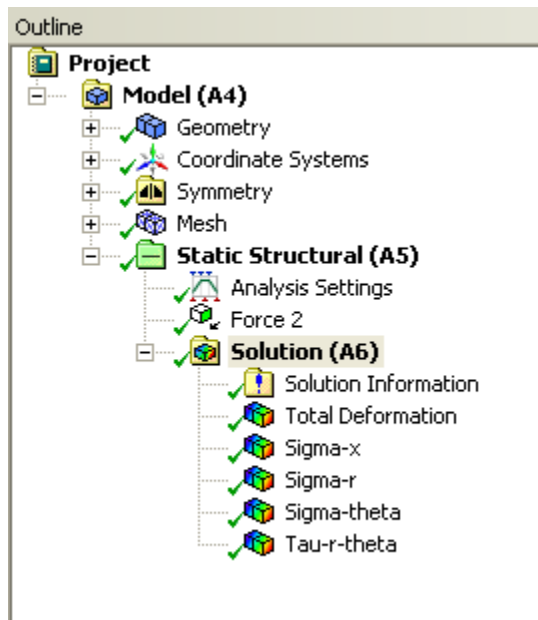 Outline
Project
Model (A4)
Geometry
Coordinate Systems
Symmetry
Mesh
Static Structural (A5)
Analysis Settings
Force 2
Solution (A6)
Solution Information
Total Deformation
Sigma-x
Sigma-r
Sigma-theta
Tau-r-theta